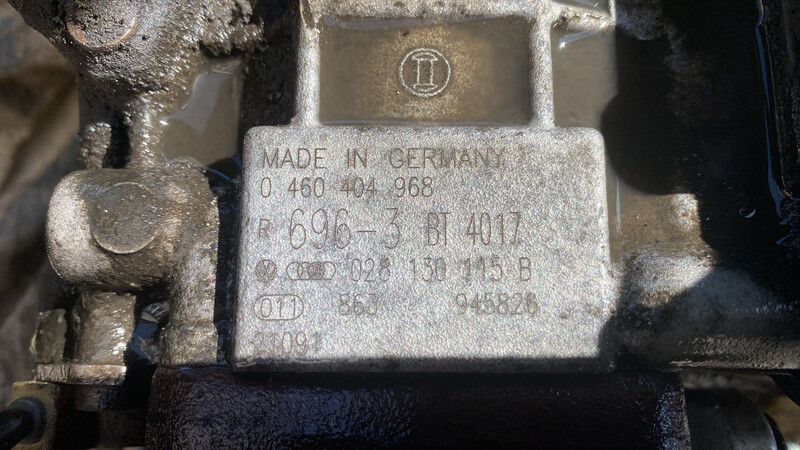 MADE IN GERMANY
0 460 404 968
R 696-3 BT 4017
028 130 115 B
011 863 945826
21091